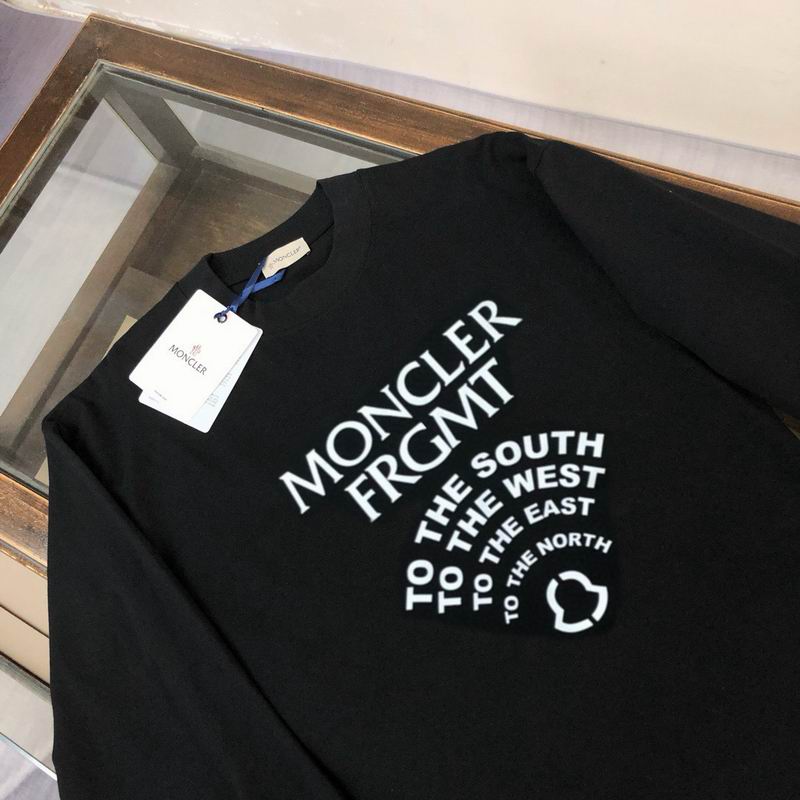 MONCLER
MONCLER
MONCLER
FRGMT
TO THE SOUTH
TO THE WEST
TO THE EAST
TO THE NORTH